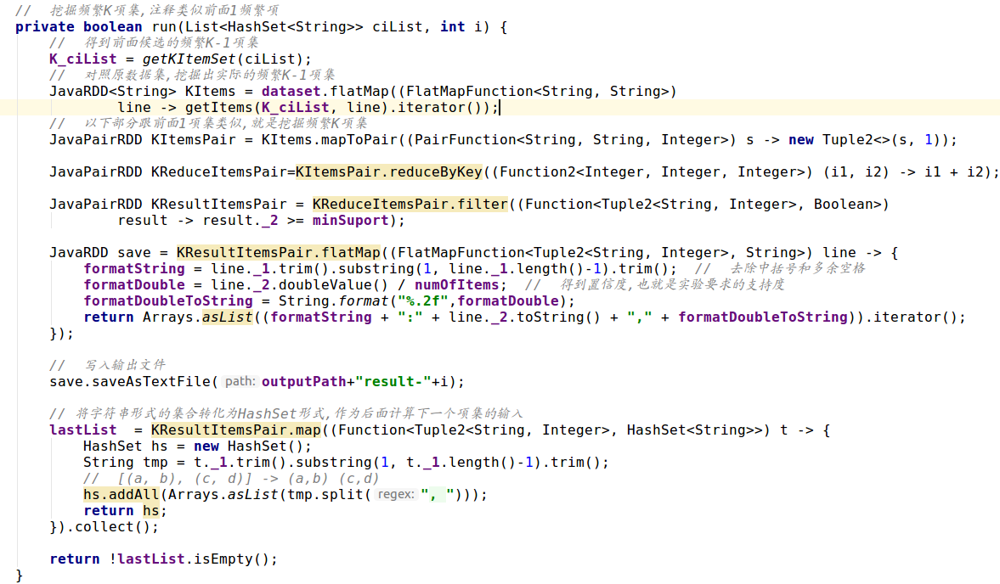 //  挖掘频繁K项集,注释类似前面1频繁项
private boolean run(List<HashSet<String>> ciList, int i) {
    //  得到前面候选的频繁K-1项集
    K_ciList = getKItemSet(ciList);
    //  对照原数据集,挖掘出实际的频繁K-1项集
    JavaRDD<String> KItems = dataset.flatMap((FlatMapFunction<String, String>)
            line -> getItems(K_ciList, line).iterator());
    //  以下部分跟前面1项集类似,就是挖掘频繁K项集
    JavaPairRDD KItemsPair = KItems.mapToPair((PairFunction<String, String, Integer>) s -> new Tuple2<>(s, 1));
    JavaPairRDD KReduceItemsPair=KItemsPair.reduceByKey((Function2<Integer, Integer, Integer>) (i1, i2) -> i1 + i2);
    JavaPairRDD KResultItemsPair = KReduceItemsPair.filter((Function<Tuple2<String, Integer>, Boolean>)
            result -> result._2 >= minSuport);
    JavaRDD save = KResultItemsPair.flatMap((FlatMapFunction<Tuple2<String, Integer>, String>) line -> {
        formatString = line._1.trim().substring(1, line._1.length()-1).trim();  //  去除中括号和多余空格
        formatDouble = line._2.doubleValue() / numOfItems;  //  得到置信度,也就是实验要求的支持度
        formatDoubleToString = String.format("%.2f",formatDouble);
        return Arrays.asList((formatString + ":" + line._2.toString() + "," + formatDoubleToString)).iterator();
    });
    //  写入输出文件
    save.saveAsTextFile( path: outputPath+"result-"+i);
    // 将字符串形式的集合转化为HashSet形式,作为后面计算下一个项集的输入
    lastList  = KResultItemsPair.map((Function<Tuple2<String, Integer>, HashSet<String>>) t -> {
        HashSet hs = new HashSet();
        String tmp = t._1.trim().substring(1, t._1.length()-1).trim();
        //  [(a, b), (c, d)] -> (a,b) (c,d)
        hs.addAll(Arrays.asList(tmp.split( regex: ", ")));
        return hs;
    }).collect();
    return !lastList.isEmpty();
}